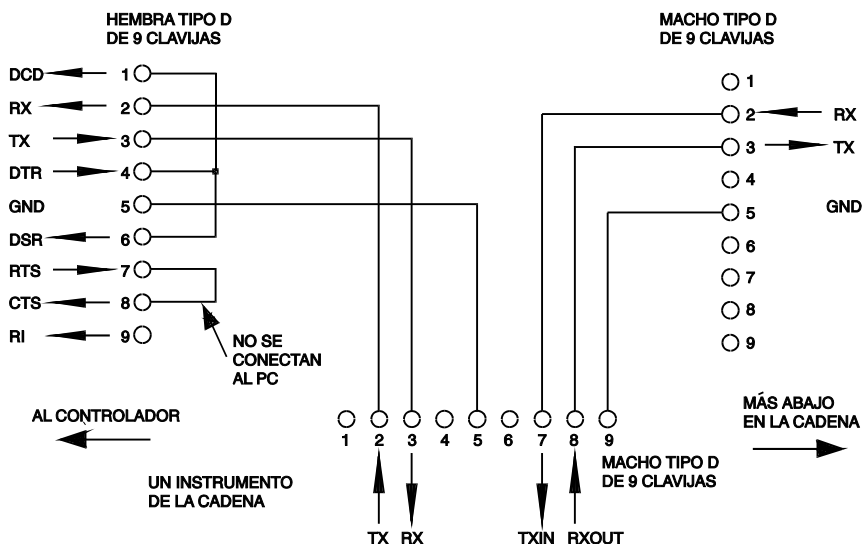 HEMBRA TIPO D
DE 9 CLAVIJAS
MACHO TIPO D
DE 9 CLAVIJAS
DCD 1
RX 2
TX 3
DTR 4
GND 5
DSR 6
RTS 7
CTS 8
RI 9
1
2 RX
3 TX
4
5 GND
6
7
8
9
NO SE
CONECTAN
AL PC
AL CONTROLADOR
MÁS ABAJO
EN LA CADENA
1 2 3 4 5 6 7 8 9
UN INSTRUMENTO
DE LA CADENA
MACHO TIPO D
DE 9 CLAVIJAS
TX RX TXIN RXOUT